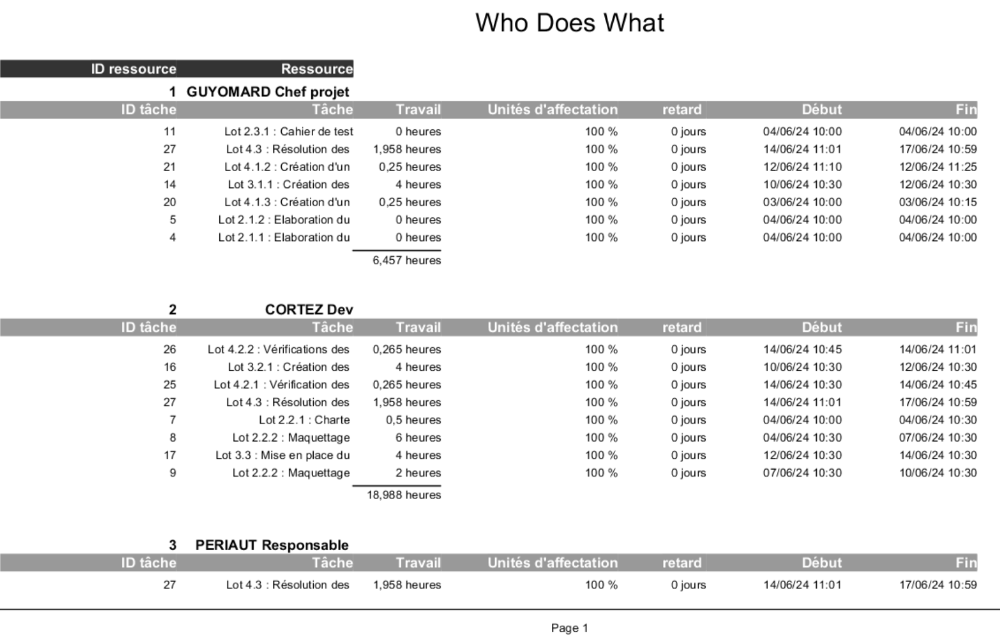 Who Does What
ID ressource Ressource
1 GUYOMARD Chef projet
ID tâche Tâche Travail Unités d'affectation retard Début Fin
11 Lot 2.3.1 : Cahier de test 0 heures 100 % 0 jours 04/06/24 10:00 04/06/24 10:00
27 Lot 4.3 : Résolution des 1,958 heures 100 % 0 jours 14/06/24 11:01 17/06/24 10:59
21 Lot 4.1.2 : Création d'un 0,25 heures 100 % 0 jours 12/06/24 11:10 12/06/24 11:25
14 Lot 3.1.1 : Création des 4 heures 100 % 0 jours 10/06/24 10:30 12/06/24 10:30
20 Lot 4.1.3 : Création d'un 0,25 heures 100 % 0 jours 03/06/24 10:00 03/06/24 10:15
5 Lot 2.1.2 : Elaboration du 0 heures 100 % 0 jours 04/06/24 10:00 04/06/24 10:00
4 Lot 2.1.1 : Elaboration du 0 heures 100 % 0 jours 04/06/24 10:00 04/06/24 10:00
6,457 heures
2 CORTEZ Dev
ID tâche Tâche Travail Unités d'affectation retard Début Fin
26 Lot 4.2.2 : Vérifications des 0,265 heures 100 % 0 jours 14/06/24 10:45 14/06/24 11:01
16 Lot 3.2.1 : Création des 4 heures 100 % 0 jours 10/06/24 10:30 12/06/24 10:30
25 Lot 4.2.1 : Vérification des 0,265 heures 100 % 0 jours 14/06/24 10:30 14/06/24 10:45
27 Lot 4.3 : Résolution des 1,958 heures 100 % 0 jours 14/06/24 11:01 17/06/24 10:59
7 Lot 2.2.1 : Charte 0,5 heures 100 % 0 jours 04/06/24 10:00 04/06/24 10:30
8 Lot 2.2.2 : Maquettage 6 heures 100 % 0 jours 04/06/24 10:30 07/06/24 10:30
17 Lot 3.3 : Mise en place du 4 heures 100 % 0 jours 12/06/24 10:30 14/06/24 10:30
9 Lot 2.2.2 : Maquettage 2 heures 100 % 0 jours 07/06/24 10:30 10/06/24 10:30
18,988 heures
3 PERIAUT Responsable
ID tâche Tâche Travail Unités d'affectation retard Début Fin
27 Lot 4.3 : Résolution des 1,958 heures 100 % 0 jours 14/06/24 11:01 17/06/24 10:59
Page 1